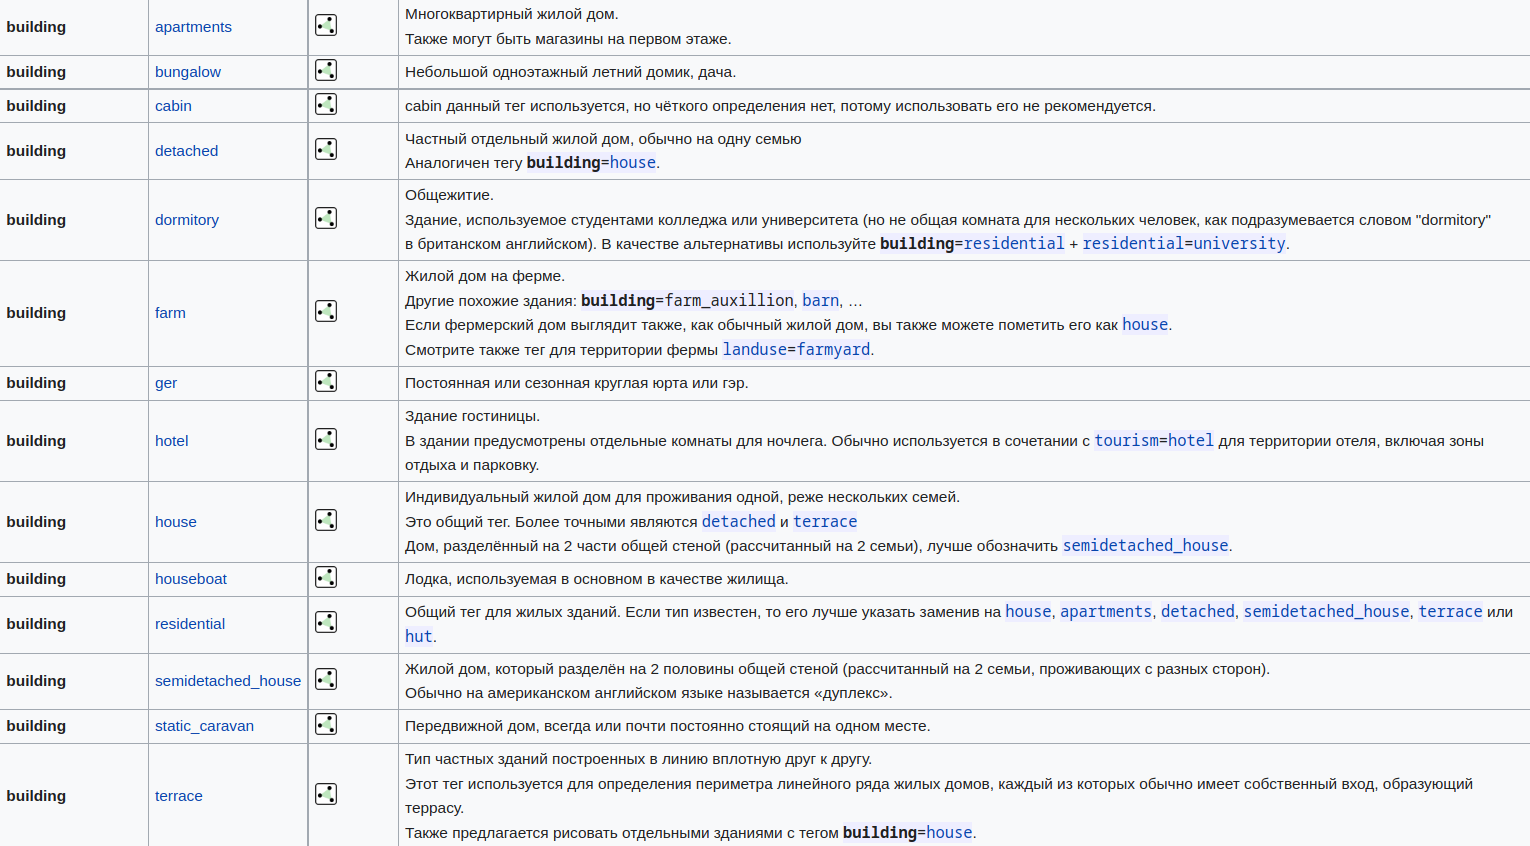 building apartments Многоквартирный жилой дом.
Также могут быть магазины на первом этаже.
building bungalow Небольшой одноэтажный летний домик, дача.
building cabin cabin данный тег используется, но чёткого определения нет, потому использовать его не рекомендуется.
building detached Частный отдельный жилой дом, обычно на одну семью
Аналогичен тегу building=house.
building dormitory Общежитие.
Здание, используемое студентами колледжа или университета (но не общая комната для нескольких человек, как подразумевается словом "dormitory"
в британском английском). В качестве альтернативы используйте building=residential + residential=university.
building farm Жилой дом на ферме.
Другие похожие здания: building=farm_auxillion, barn, …
Если фермерский дом выглядит также, как обычный жилой дом, вы также можете пометить его как house.
Смотрите также тег для территории фермы landuse=farmyard.
building ger Постоянная или сезонная круглая юрта или гэр.
building hotel Здание гостиницы.
В здании предусмотрены отдельные комнаты для ночлега. Обычно используется в сочетании с tourism=hotel для территории отеля, включая зоны
отдыха и парковку.
building house Индивидуальный жилой дом для проживания одной, реже нескольких семей.
Это общий тег. Более точными являются detached и terrace
Дом, разделённый на 2 части общей стеной (рассчитанный на 2 семьи), лучше обозначить semidetached_house.
building houseboat Лодка, используемая в основном в качестве жилища.
building residential Общий тег для жилых зданий. Если тип известен, то его лучше указать заменив на house, apartments, detached, semidetached_house, terrace или
hut.
building semidetached_house Жилой дом, который разделён на 2 половины общей стеной (рассчитанный на 2 семьи, проживающих с разных сторон).
Обычно на американском английском языке называется «дуплекс».
building static_caravan Передвижной дом, всегда или почти постоянно стоящий на одном месте.
building terrace Тип частных зданий построенных в линию вплотную друг к другу.
Этот тег используется для определения периметра линейного ряда жилых домов, каждый из которых обычно имеет собственный вход, образующий
террасу.
Также предлагается рисовать отдельными зданиями с тегом building=house.